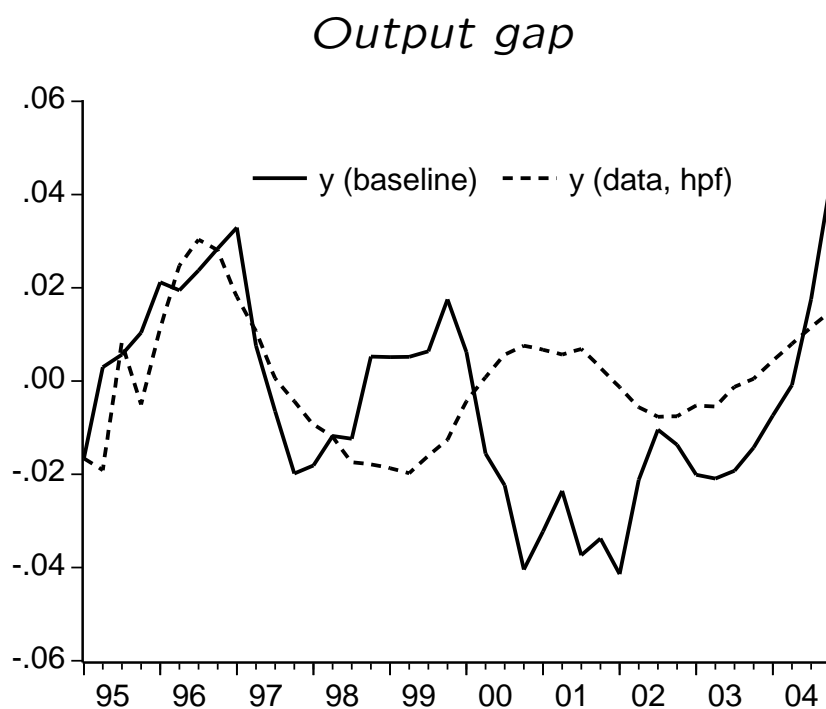 Output gap
.06
y (baseline) y (data, hpf)
.04
.02
.00
-.02
-.04
-.06
95 96 97 98 99 00 01 02 03 04